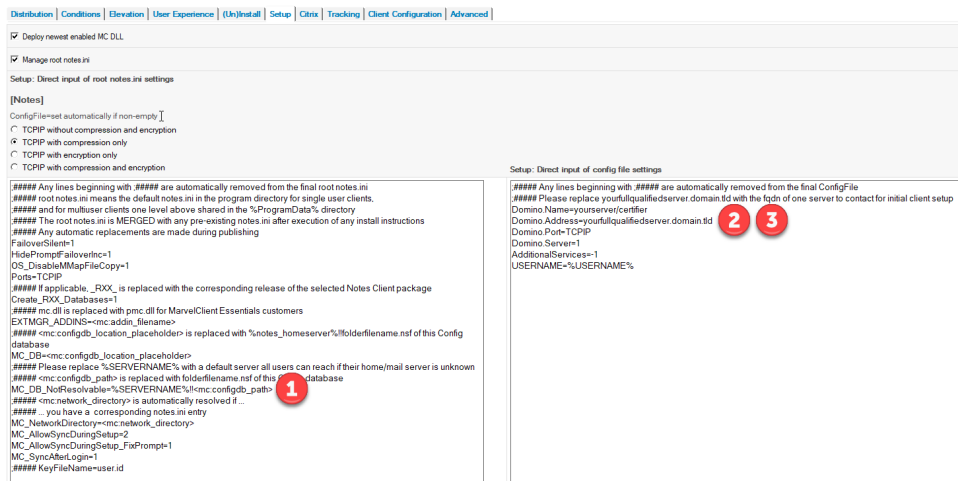 Distribution | Conditions | Elevation | User Experience | (Un)Install | Setup | Citrix | Tracking | Client Configuration | Advanced |
Deploy newest enabled MC DLL
Manage root notes.ini
Setup: Direct input of root notes.ini settings
[Notes]
ConfigFile=set automatically if non-empty
TCPIP without compression and encryption
TCPIP with compression only
TCPIP with encryption only
TCPIP with compression and encryption
;##### Any lines beginning with ;##### are automatically removed from the final root notes.ini
;##### root notes.ini means the default notes.ini in the program directory for single user clients,
;##### and for multiuser clients one level above shared in the %ProgramData% directory
;##### The root notes.ini is MERGED with any pre-existing notes.ini after execution of any install instructions
;##### Any automatic replacements are made during publishing
FailoverSilent=1
HidePromptFailoverInc=1
OS_DisableMMapFileCopy=1
Ports=TCPIP
;##### If applicable, _RXX_ is replaced with the corresponding release of the selected Notes Client package
Create_RXX_Databases=1
;##### mc.dll is replaced with pmc.dll for MarvelClient Essentials customers
EXTMGR_ADDINS=<mc:addin_filename>
;##### <mc:configdb_location_placeholder> is replaced with %notes_homeserver%!!folderfilename.nsf of this Config
database
MC_DB=<mc:configdb_location_placeholder>
;##### Please replace %SERVERNAME% with a default server all users can reach if their home/mail server is unknown
;##### <mc:configdb_path> is replaced with folderfilename.nsf of this database
MC_DB_NotResolvable=%SERVERNAME%!!<mc:configdb_path>
1
;##### <mc:network_directory> is automatically resolved if ...
;##### ... you have a corresponding notes.ini entry
MC_NetworkDirectory=<mc:network_directory>
MC_AllowSyncDuringSetup=2
MC_AllowSyncDuringSetup_FixPrompt=1
MC_SyncAfterLogin=1
;##### KeyFileName=user.id
Setup: Direct input of config file settings
;##### Any lines beginning with ;##### are automatically removed from the final ConfigFile
;##### Please replace yourfullqualifiedserver.domain.tld with the fqdn of one server to contact for initial client setup
Domino.Name=yourserver/certifier
Domino.Address=yourfullqualifiedserver.domain.tld
2 3
Domino.Port=TCPIP
Domino.Server=1
AdditionalServices=-1
USERNAME=%USERNAME%